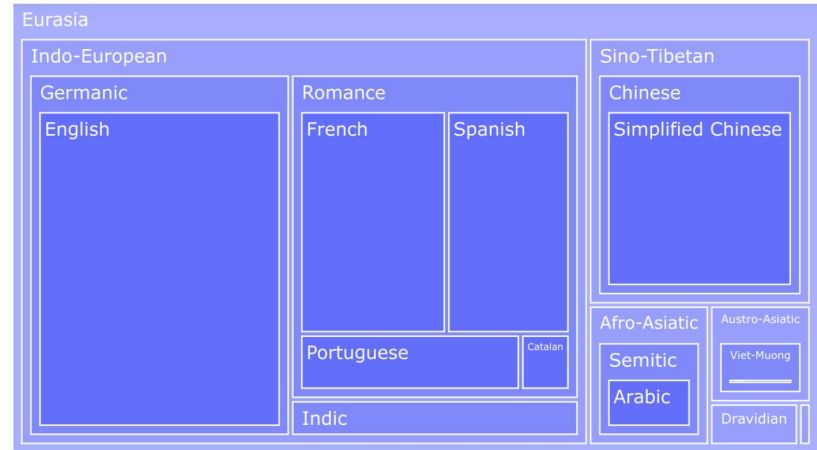 Eurasia
Indo-European
Germanic
English
Romance
French
Spanish
Portuguese
Catalan
Indic
Sino-Tibetan
Chinese
Simplified Chinese
Afro-Asiatic
Semitic
Arabic
Austro-Asiatic
Viet-Muong
Dravidian